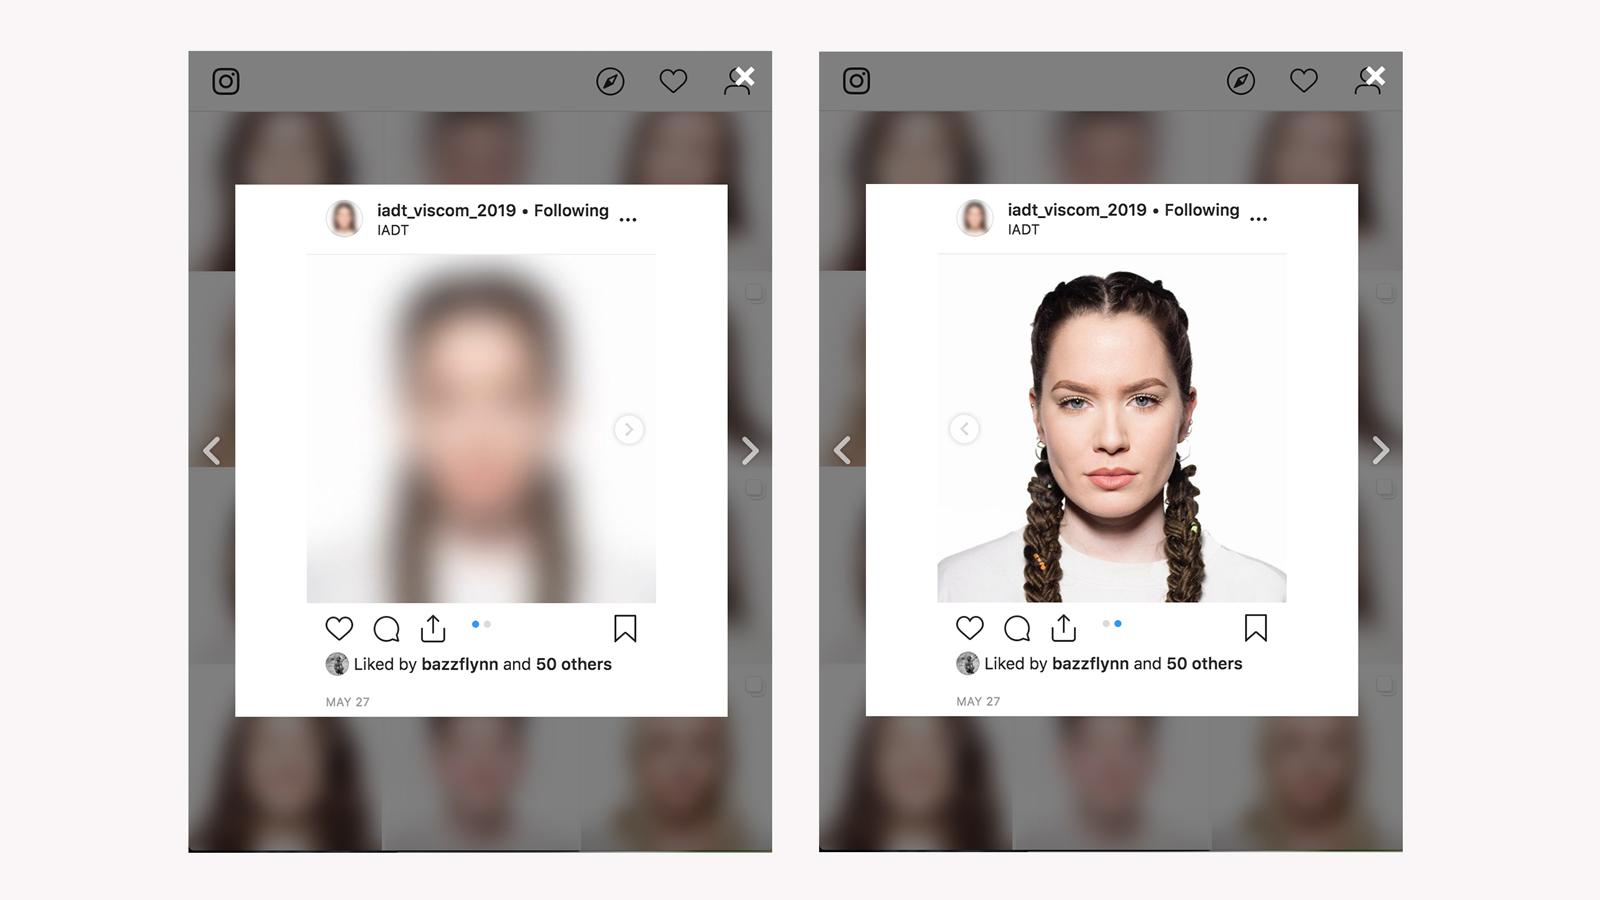 iadt_viscom_2019 • Following ...
IADT
Liked by bazzflynn and 50 others
MAY 27
iadt_viscom_2019 • Following ...
IADT
Liked by bazzflynn and 50 others
MAY 27